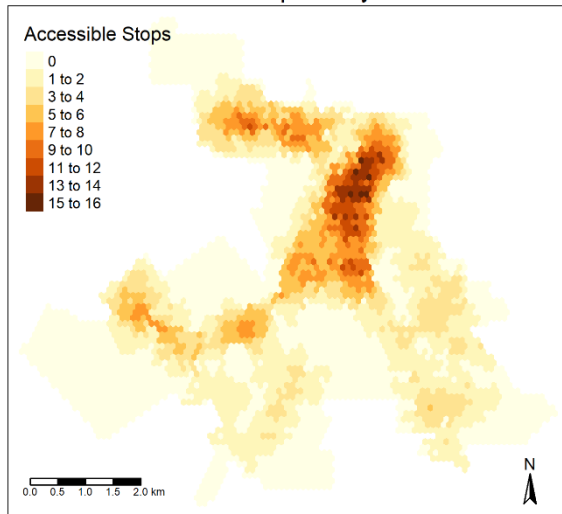 Accessible Stops
0
1 to 2
3 to 4
5 to 6
7 to 8
9 to 10
11 to 12
13 to 14
15 to 16
N
0.0 0.5 1.0 1.5 2.0 km